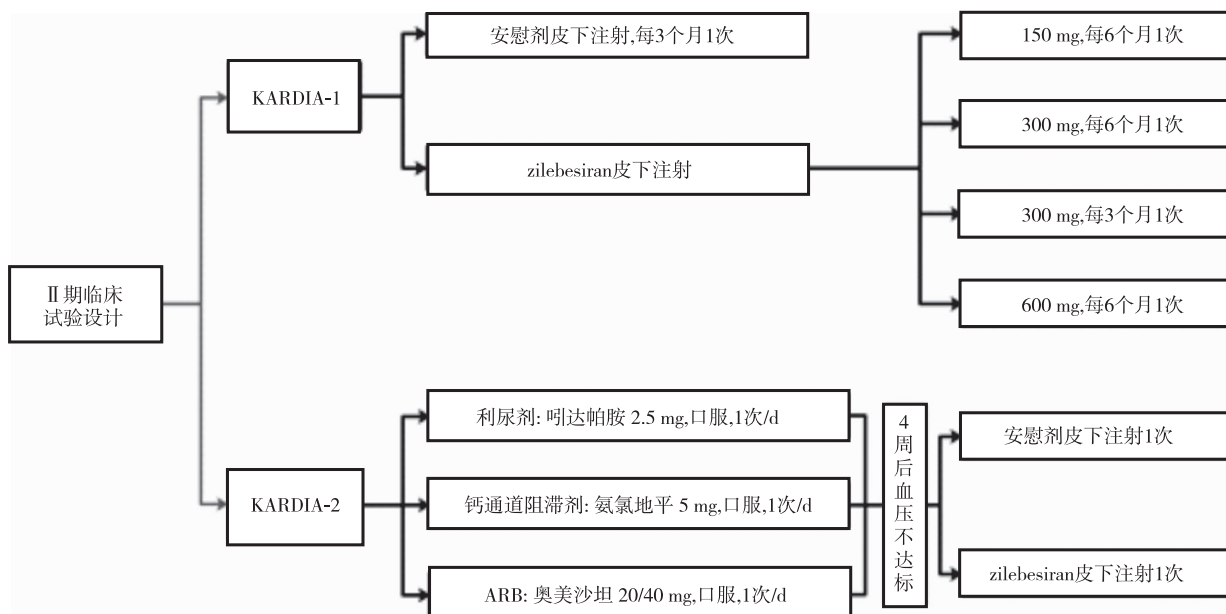 安慰剂皮下注射,每3个月1次
150 mg,每6个月1次
KARDIA-1
300 mg,每6个月1次
zilebesiran皮下注射
300 mg,每3个月1次
Ⅱ期临床
试验设计
600 mg,每6个月1次
利尿剂: 吲达帕胺 2.5 mg,口服,1次/d
4周后血压不达标
安慰剂皮下注射1次
KARDIA-2
钙通道阻滞剂: 氨氯地平 5 mg,口服,1次/d
zilebesiran皮下注射1次
ARB: 奥美沙坦 20/40 mg,口服,1次/d